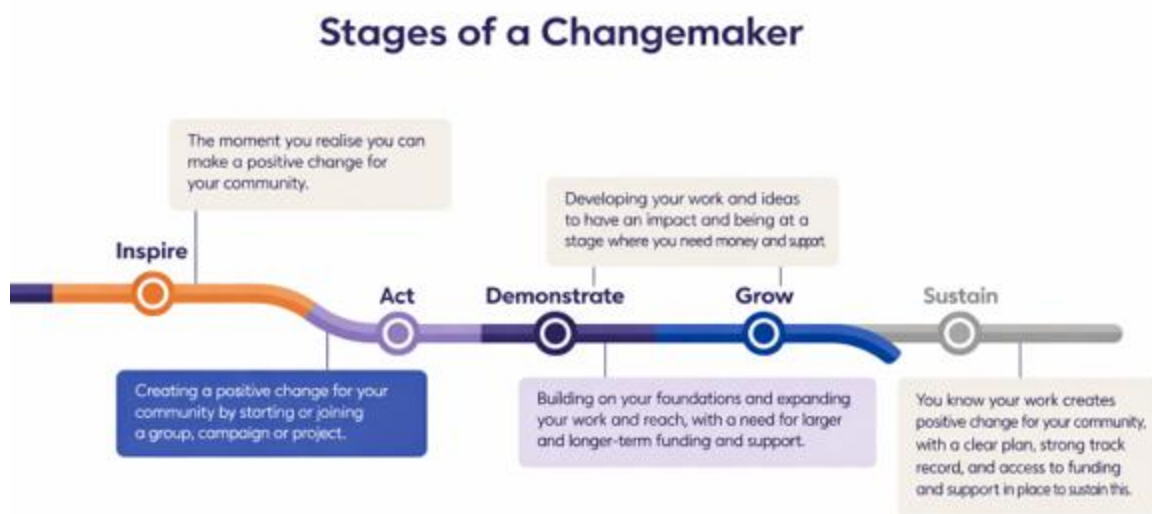 Stages of a Changemaker
The moment you realise you can
make a positive change for
your community.
Inspire
Developing your work and ideas
to have an impact and being at a
stage where you need money and support
Act
Demonstrate
Grow
Sustain
Creating a positive change for your
community by starting or joining
a group, campaign or project.
Building on your foundations and expanding
your work and reach, with a need for larger
and longer-term funding and support.
You know your work creates
positive change for your community,
with a clear plan, strong track
record, and access to funding
and support in place to sustain this.